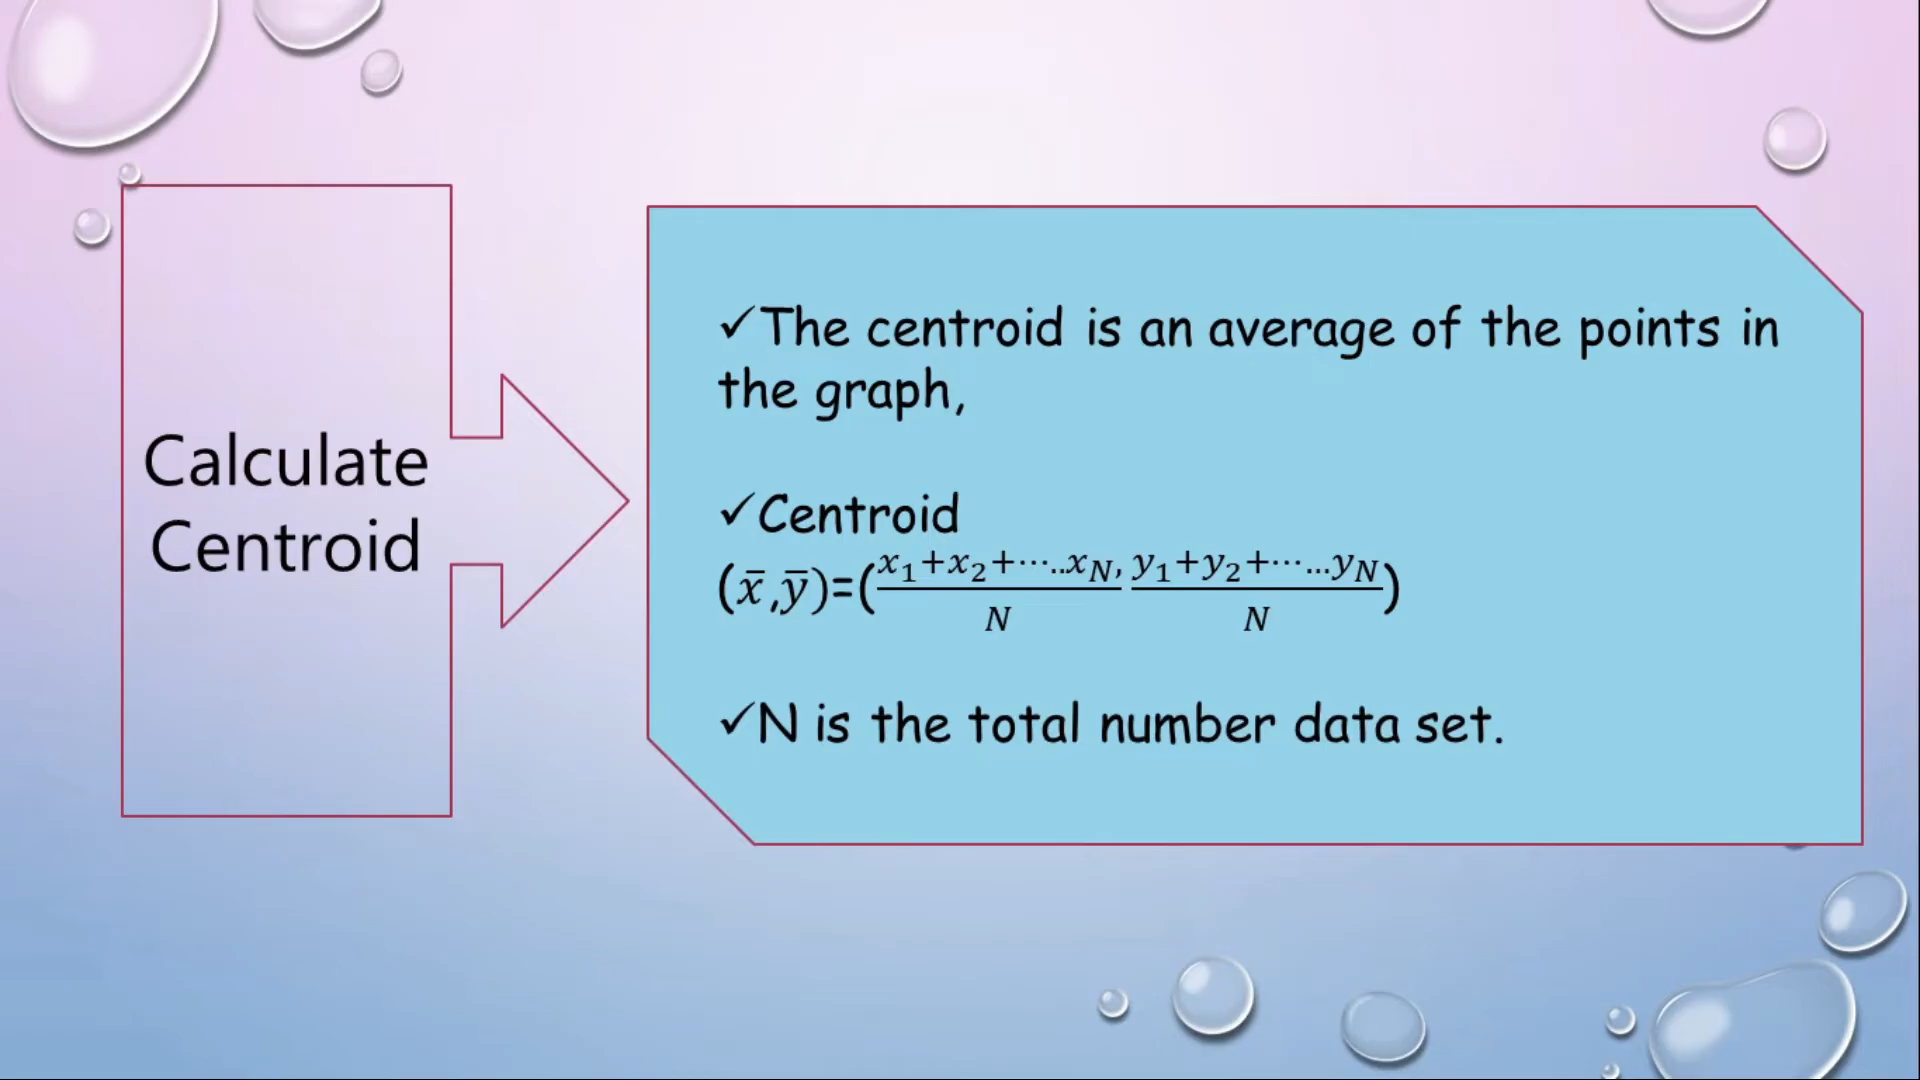 Calculate
Centroid
✓The centroid is an average of the points in
the graph,
✓Centroid
(x̄,ȳ)=(x₁+x₂+⋯..x_N,/N y₁+y₂+⋯...y_N/N)
✓N is the total number data set.